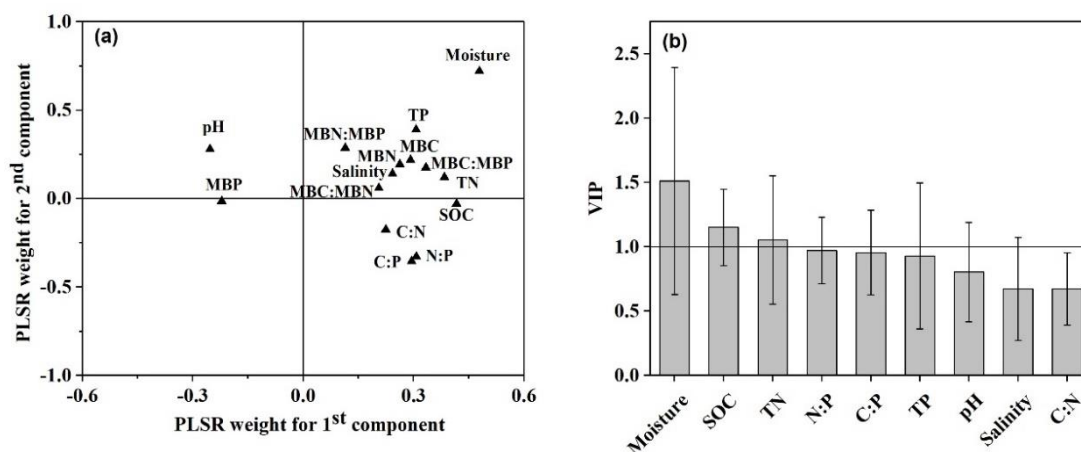 (a)
1.0
0.5
0.0
-0.5
-1.0
PLSR weight for 2nd component
Moisture
TP
pH
MBN:MBP
MBC
MBN
MBC:MBP
Salinity
TN
MBP
MBC:MBN
SOC
C:N
C:P
N:P
-0.6
-0.3
0.0
0.3
0.6
PLSR weight for 1st component
(b)
2.5
2.0
1.5
1.0
0.5
0.0
VIP
Moisture
SOC
TN
N:P
C:P
TP
pH
Salinity
C:N